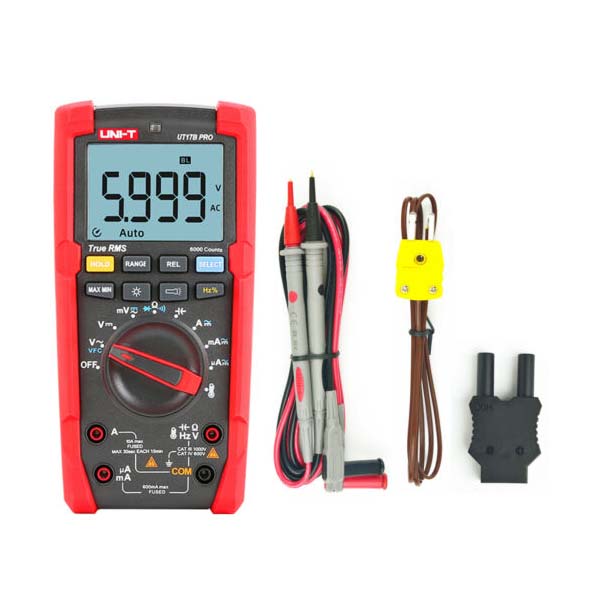 UNI-T
UT17B PRO
BL
5.999 V
AC
Auto
True RMS 6000 Counts
HOLD RANGE REL SELECT
MAX MIN Hz%
mV Ω
V A
V~ mA
VFC
OFF µA
A Ω
Hz V
10A max
FUSED
MAX 30sec EACH 15min
CAT III 1000V
CAT IV 600V
µA
mA COM
600mA max
FUSED